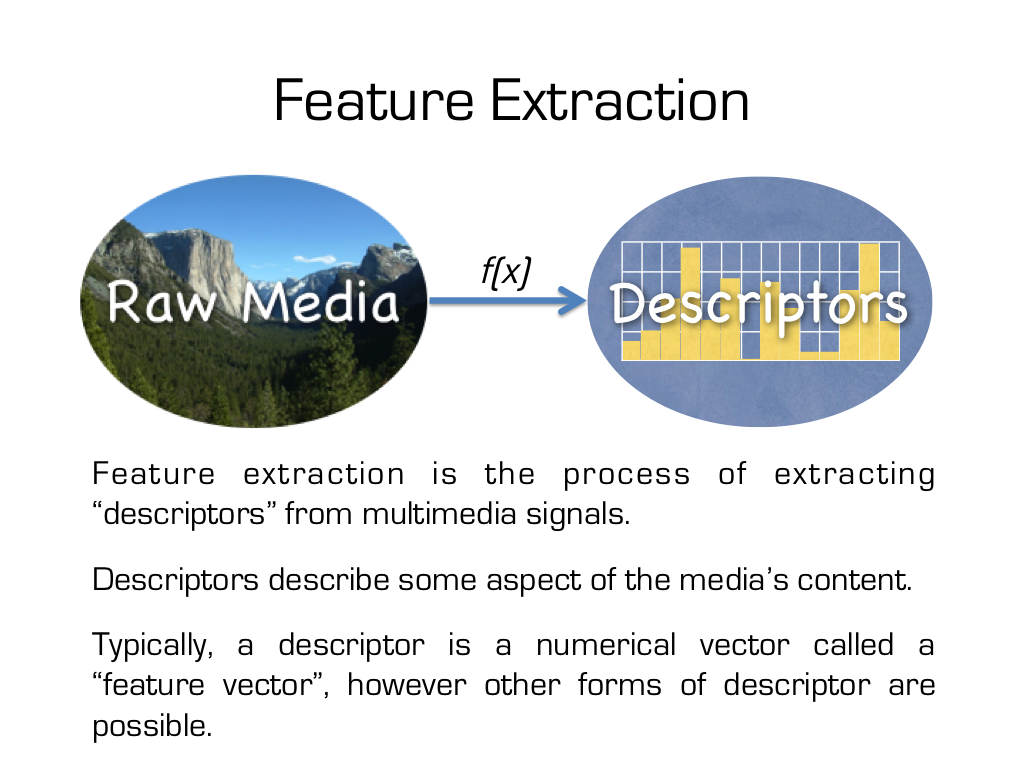 Feature Extraction
Raw Media
f(x)
Descriptors
Feature extraction is the process of extracting
“descriptors” from multimedia signals.
Descriptors describe some aspect of the media’s content.
Typically, a descriptor is a numerical vector called a
“feature vector”, however other forms of descriptor are
possible.